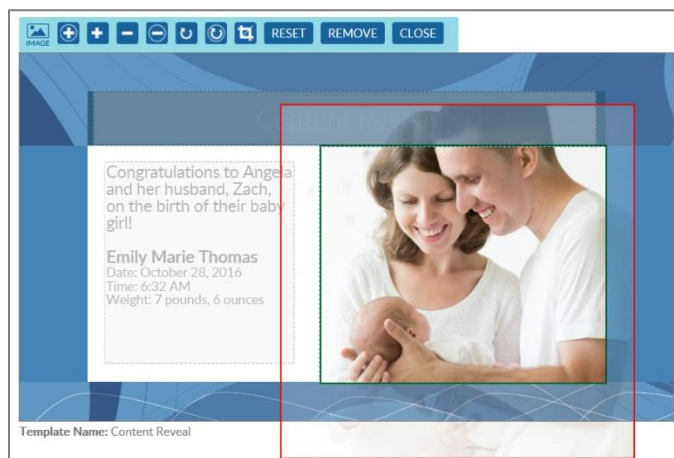 IMAGE RESET REMOVE CLOSE
Content Reveal
Congratulations to Angela
and her husband, Zach,
on the birth of their baby
girl!
Emily Marie Thomas
Date: October 28, 2016
Time: 6:32 AM
Weight: 7 pounds, 6 ounces
Template Name: Content Reveal